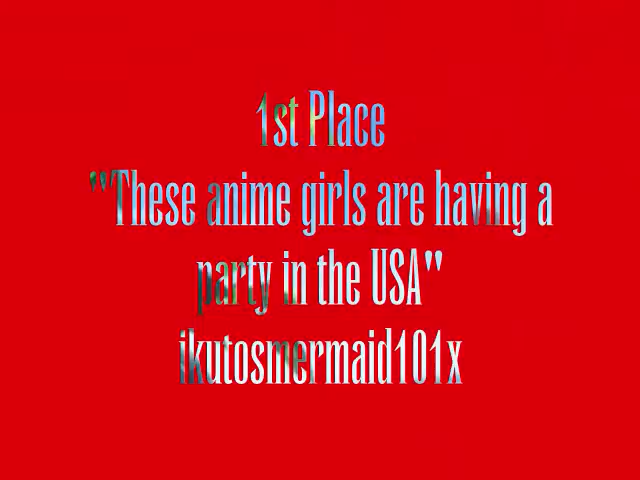 1st Place
"These anime girls are having a
party in the USA"
ikutosmermaid101x